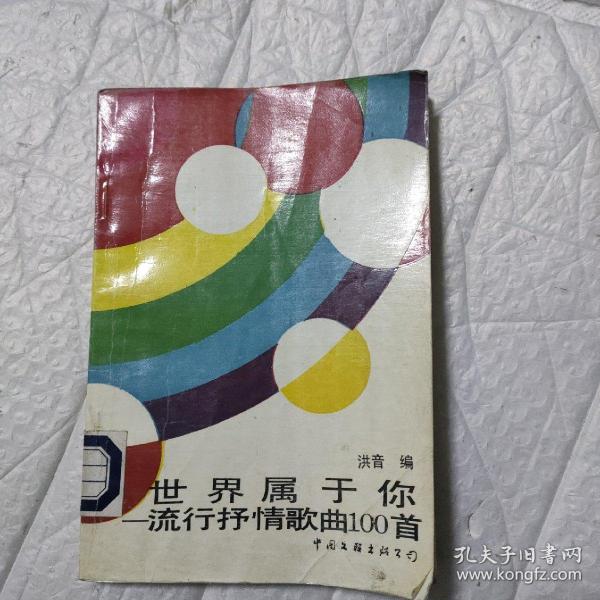 洪音 编
世界属于你
—流行抒情歌曲100首
中国文联出版公司
孔夫子旧书网
www.kongfz.com